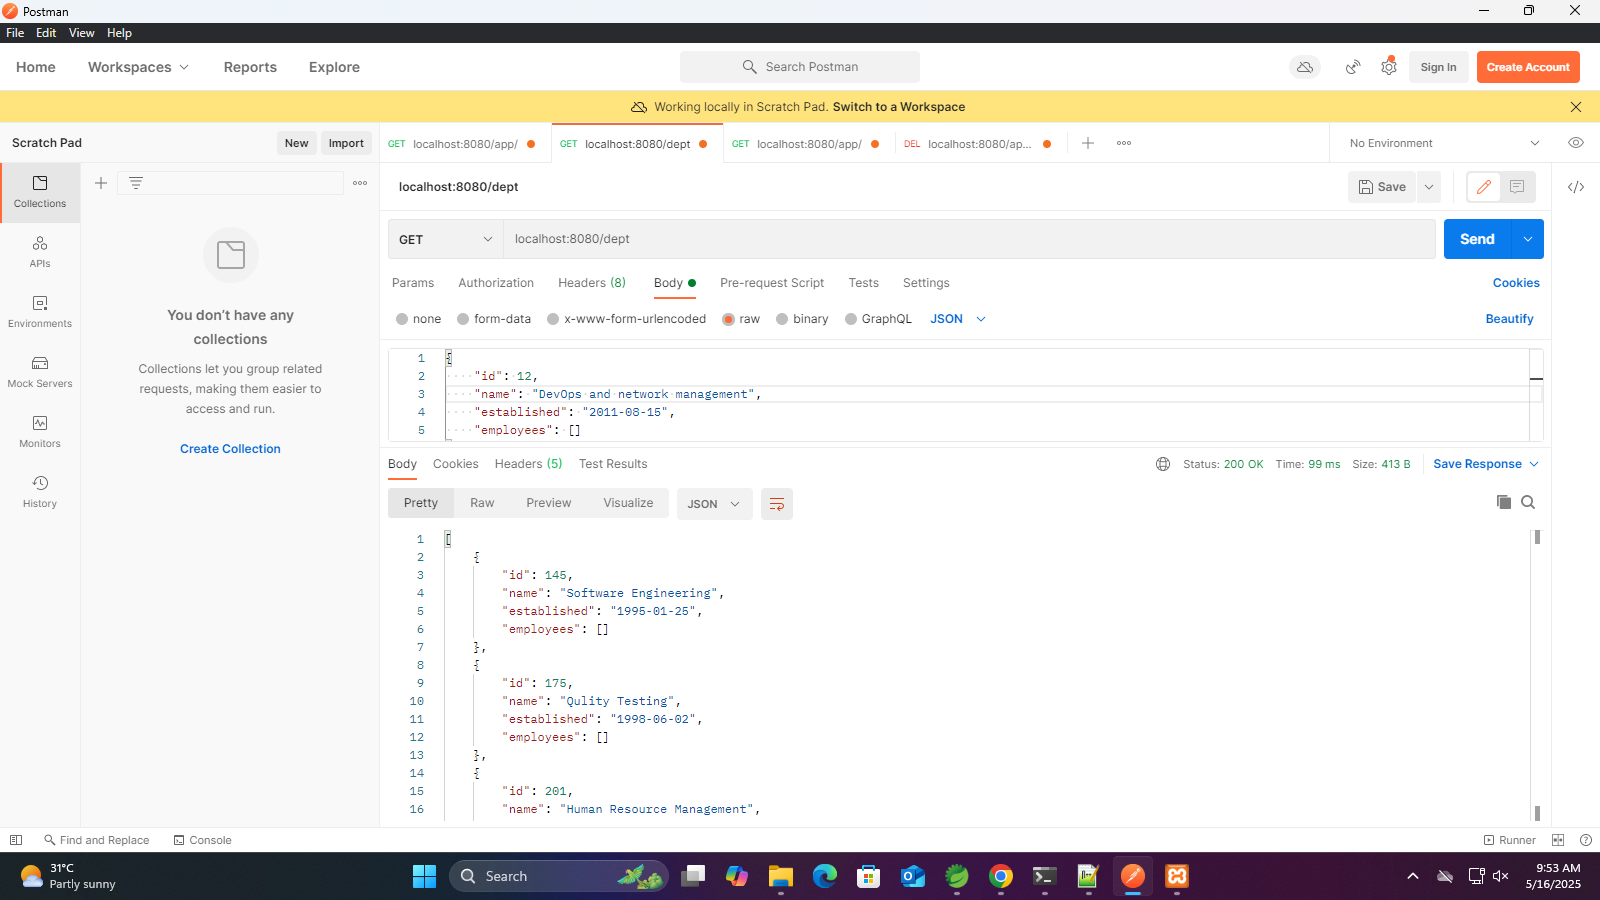 Postman
File Edit View Help
Home Workspaces Reports Explore Search Postman Sign In Create Account
Working locally in Scratch Pad. Switch to a Workspace
Scratch Pad New Import GET localhost:8080/app/ GET localhost:8080/dept GET localhost:8080/app/ DEL localhost:8080/ap... No Environment
Collections
APIs
Environments
Mock Servers
Monitors
History
You don't have any
collections
Collections let you group related
requests, making them easier to
access and run.
Create Collection
localhost:8080/dept Save
GET localhost:8080/dept Send
Params Authorization Headers (8) Body Pre-request Script Tests Settings Cookies
none form-data x-www-form-urlencoded raw binary GraphQL JSON Beautify
1 {
2 "id": 12,
3 "name": "DevOps and network management",
4 "established": "2011-08-15",
5 "employees": []
Body Cookies Headers (5) Test Results Status: 200 OK Time: 99 ms Size: 413 B Save Response
Pretty Raw Preview Visualize JSON
1 [
2 {
3 "id": 145,
4 "name": "Software Engineering",
5 "established": "1995-01-25",
6 "employees": []
7 },
8 {
9 "id": 175,
10 "name": "Qulity Testing",
11 "established": "1998-06-02",
12 "employees": []
13 },
14 {
15 "id": 201,
16 "name": "Human Resource Management",
Find and Replace Console Runner
31°C
Partly sunny
Search
9:53 AM
5/16/2025